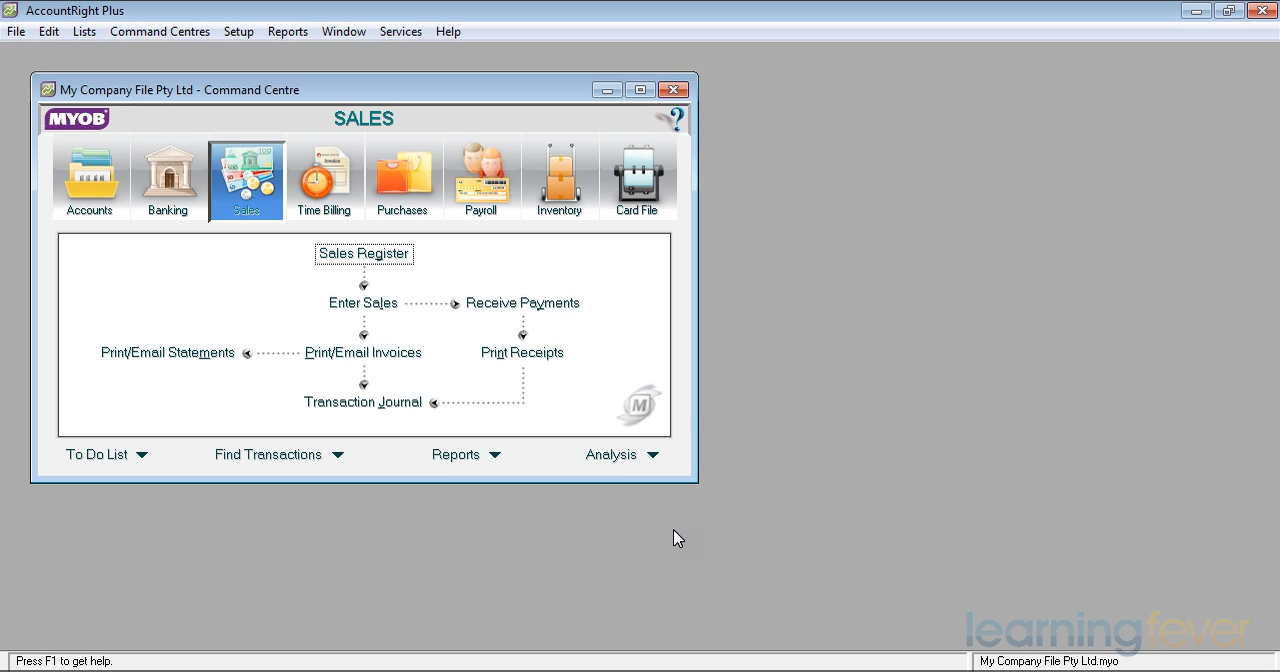 AccountRight Plus
File Edit Lists Command Centres Setup Reports Window Services Help
My Company File Pty Ltd - Command Centre
MYOB
SALES
?
Accounts Banking Sales Time Billing Purchases Payroll Inventory Card File
Sales Register
Enter Sales Receive Payments
Print/Email Statements Print/Email Invoices Print Receipts
Transaction Journal
M
To Do List Find Transactions Reports Analysis
learningfever
Press F1 to get help. My Company File Pty Ltd.myo